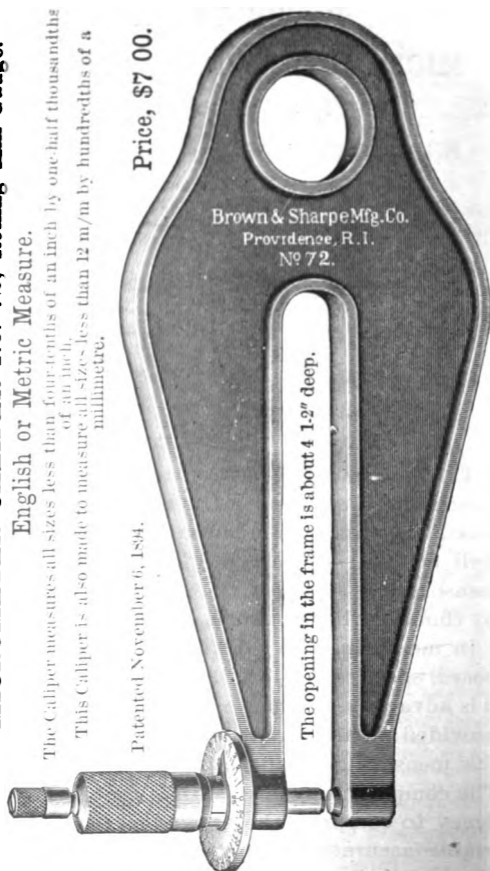 English or Metric Measure.
The Caliper measures all sizes less than four-tenths of an inch by one-half thousandths
of an inch.
This Caliper is also made to measure all sizes less than 12 m/m by hundredths of a
millimetre.
Patented November 6, 1894.
Price, $7 00.
Brown & Sharpe Mfg. Co.
Providence, R.I.
Nº 72.
The opening in the frame is about 4 1-2" deep.